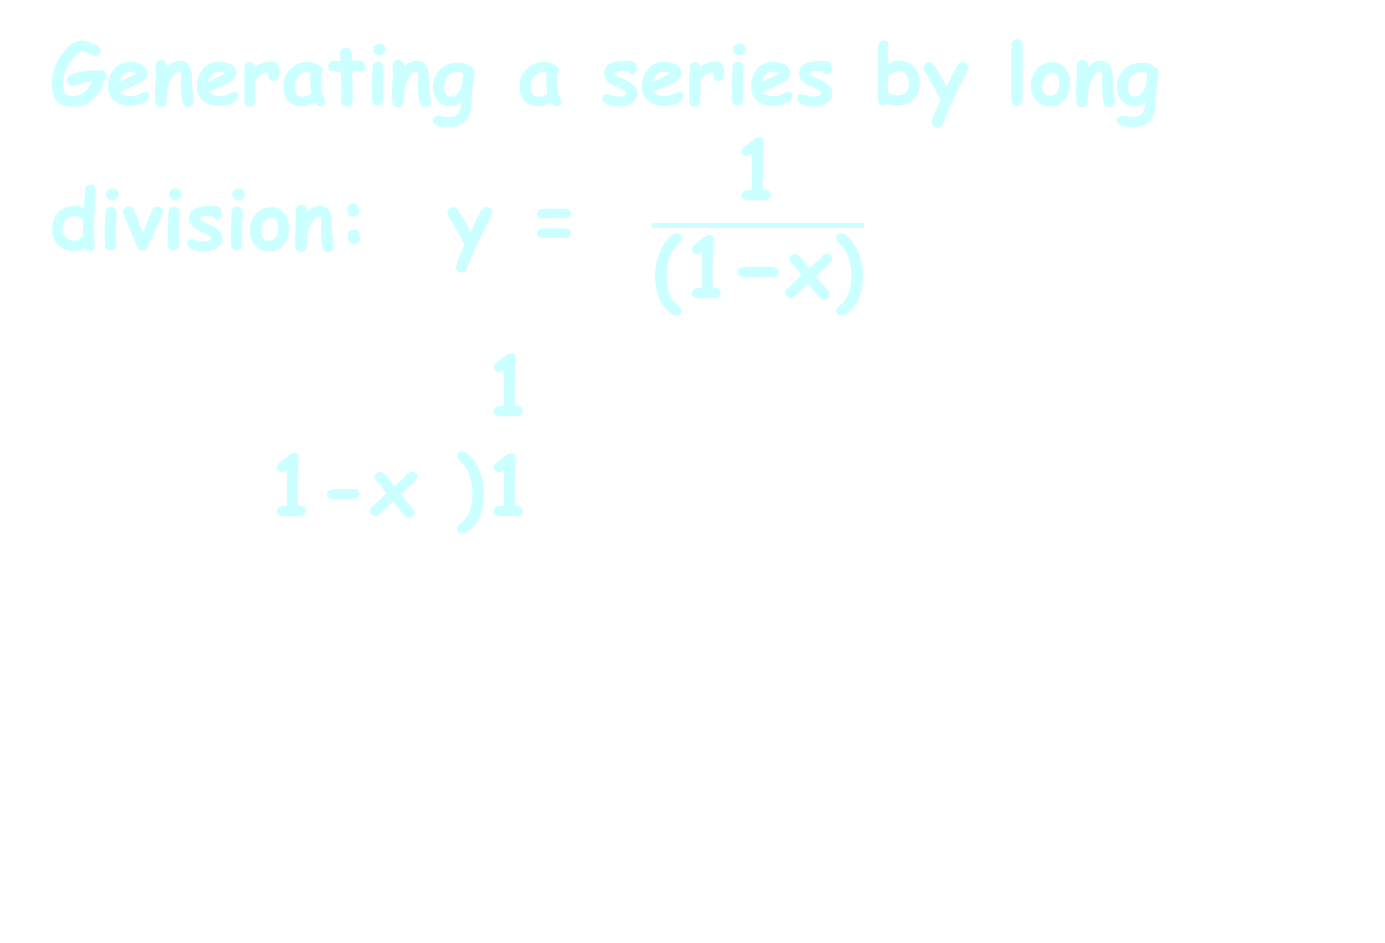 Generating a series by long
1
division: y =
(1-x)
1
1-x )1